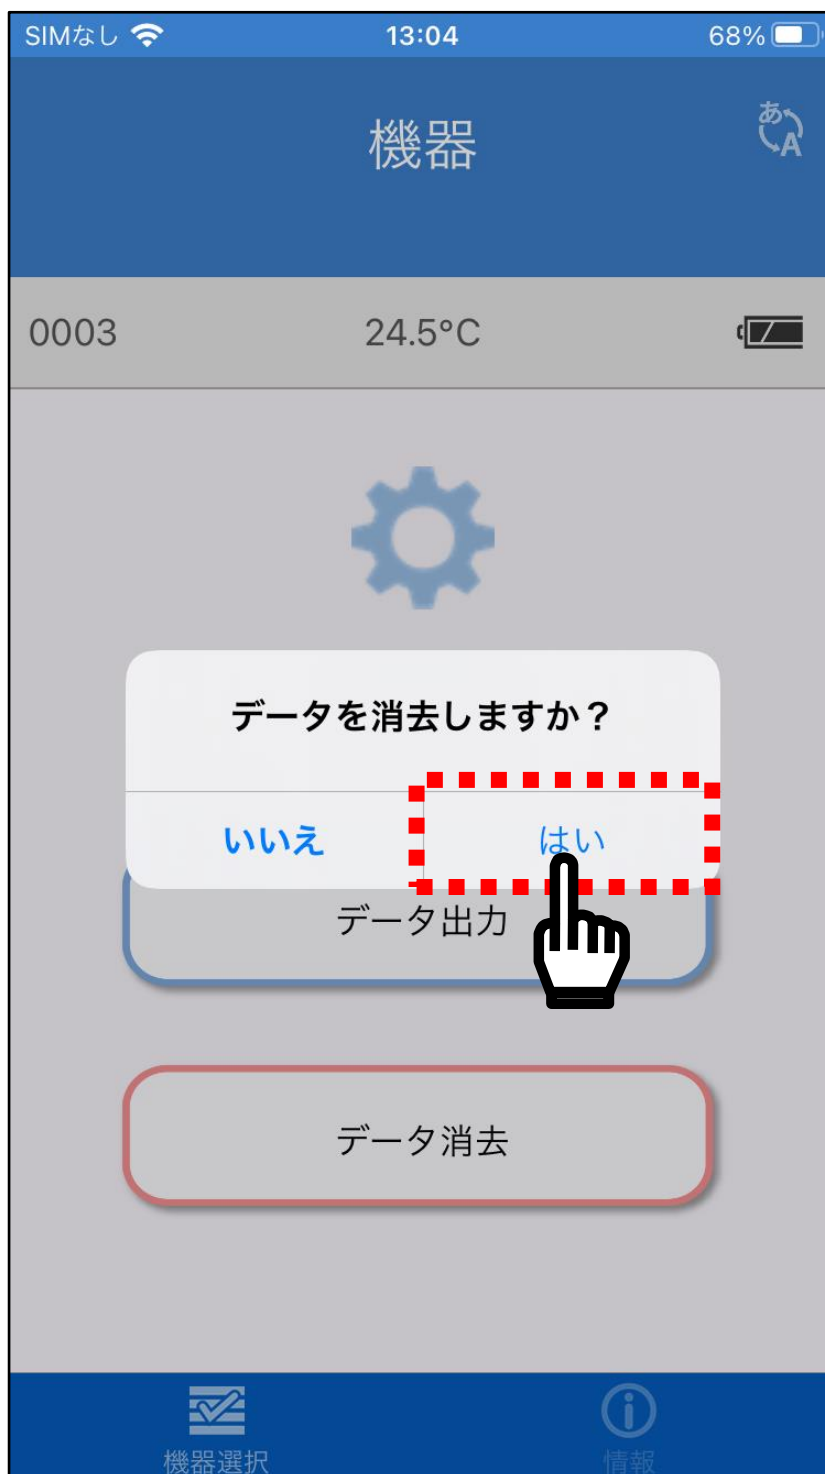 SIMなし 13:04 68%
機器
あ
A
0003 24.5°C
データを消去しますか？
いいえ はい
データ出力
データ消去
機器選択 情報